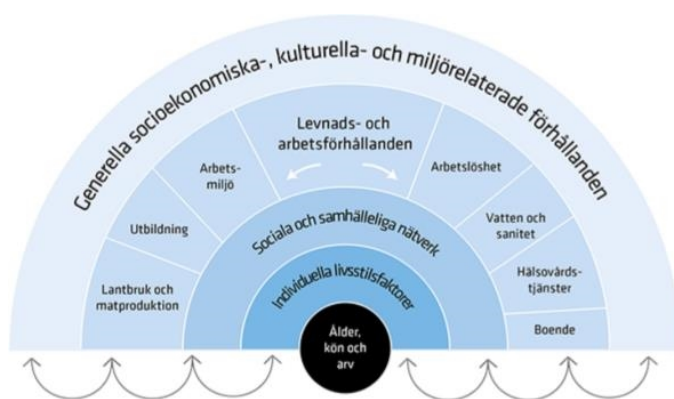 Generella socioekonomiska-, kulturella- och miljörelaterade förhållanden
Levnads- och
arbetsförhållanden
Arbets-
miljö
Arbetslöshet
Utbildning
Vatten och
sanitet
Lantbruk och
matproduktion
Hälsovårds-
tjänster
Boende
Sociala och samhälleliga nätverk
Individuella livsstilsfaktorer
Ålder,
kön och
arv